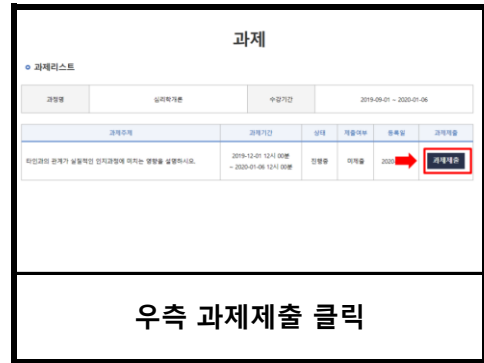 과제
과제리스트
과정명 심리학개론 수강기간 2019-09-01 ~ 2020-01-06
과제주제 과제기간 상태 제출여부 등록일 과제제출
타인과의 관계가 실질적인 인지과정에 미치는 영향을 설명하시오. 2019-12-01 12시 00분 진행중 미제출 2020 과제제출
~ 2020-01-06 12시 00분
우측 과제제출 클릭